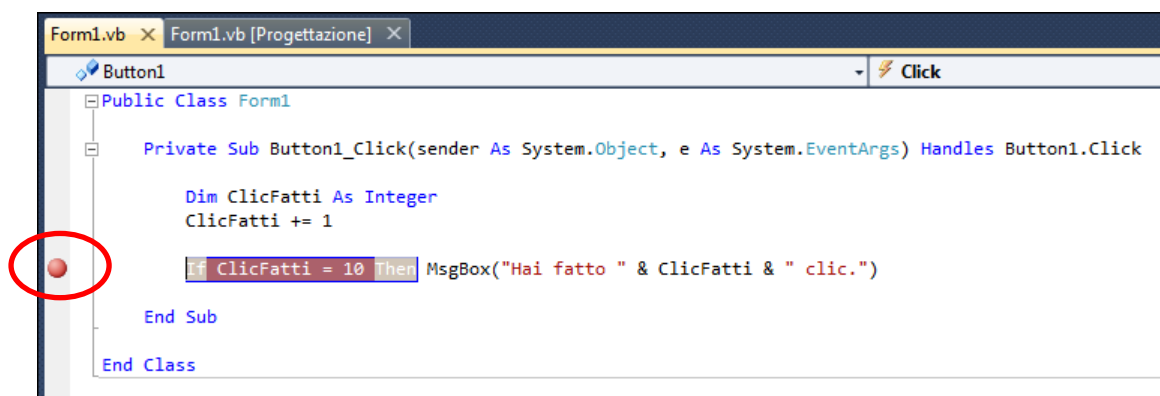 Form1.vb Form1.vb [Progettazione]
Button1 Click
Public Class Form1
Private Sub Button1_Click(sender As System.Object, e As System.EventArgs) Handles Button1.Click
Dim ClicFatti As Integer
ClicFatti += 1
If ClicFatti = 10 Then MsgBox("Hai fatto " & ClicFatti & " clic.")
End Sub
End Class